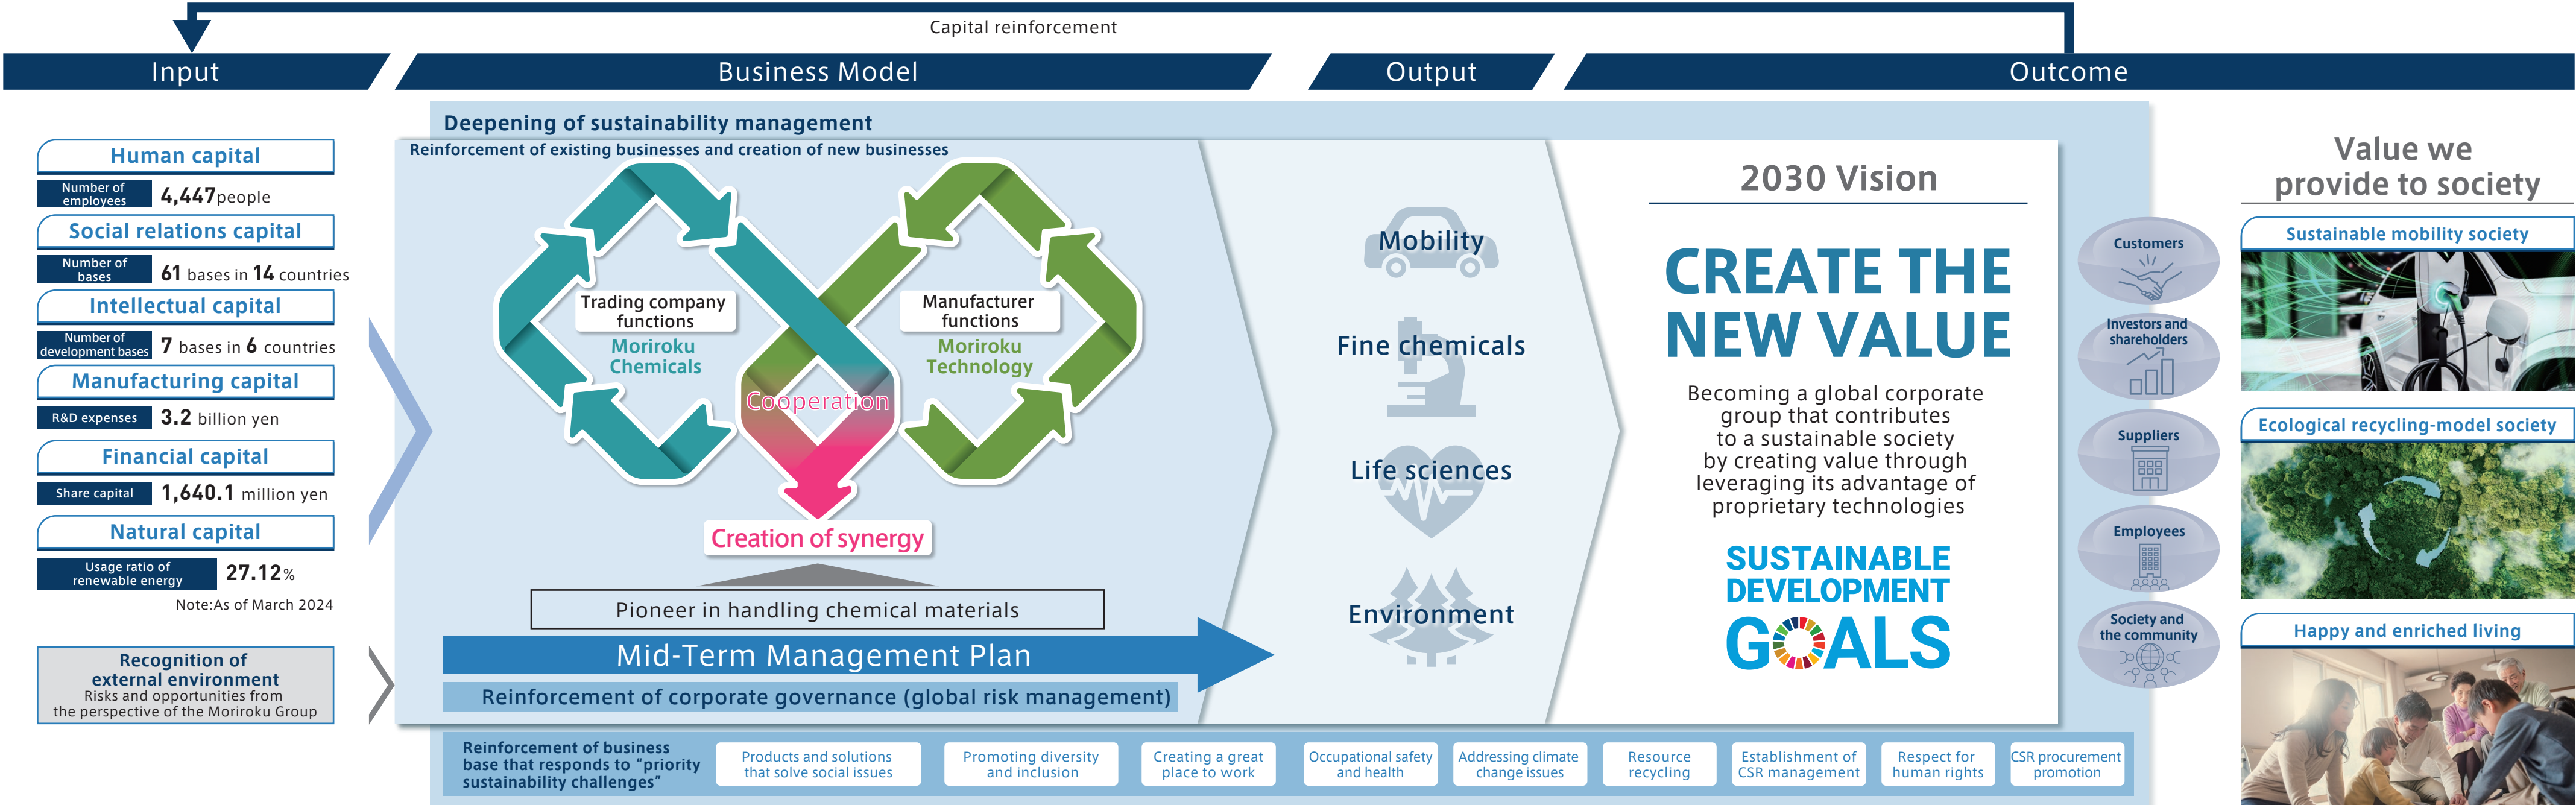 Capital reinforcement
Input
Business Model
Output
Outcome
Human capital
Number of
employees
4,447people
Social relations capital
Number of
bases
61 bases in 14 countries
Intellectual capital
Number of
development bases
7 bases in 6 countries
Manufacturing capital
R&D expenses
3.2 billion yen
Financial capital
Share capital
1,640.1 million yen
Natural capital
Usage ratio of
renewable energy
27.12%
Note:As of March 2024
Recognition of
external environment
Risks and opportunities from
the perspective of the Moriroku Group
Deepening of sustainability management
Reinforcement of existing businesses and creation of new businesses
Trading company
functions
Moriroku
Chemicals
Manufacturer
functions
Moriroku
Technology
Cooperation
Creation of synergy
Pioneer in handling chemical materials
Mid-Term Management Plan
Reinforcement of corporate governance (global risk management)
Mobility
Fine chemicals
Life sciences
Environment
2030 Vision
CREATE THE
NEW VALUE
Becoming a global corporate
group that contributes
to a sustainable society
by creating value through
leveraging its advantage of
proprietary technologies
SUSTAINABLE
DEVELOPMENT
GOALS
Customers
Investors and
shareholders
Suppliers
Employees
Society and
the community
Value we
provide to society
Sustainable mobility society
Ecological recycling-model society
Happy and enriched living
Reinforcement of business
base that responds to “priority
sustainability challenges”
Products and solutions
that solve social issues
Promoting diversity
and inclusion
Creating a great
place to work
Occupational safety
and health
Addressing climate
change issues
Resource
recycling
Establishment of
CSR management
Respect for
human rights
CSR procurement
promotion